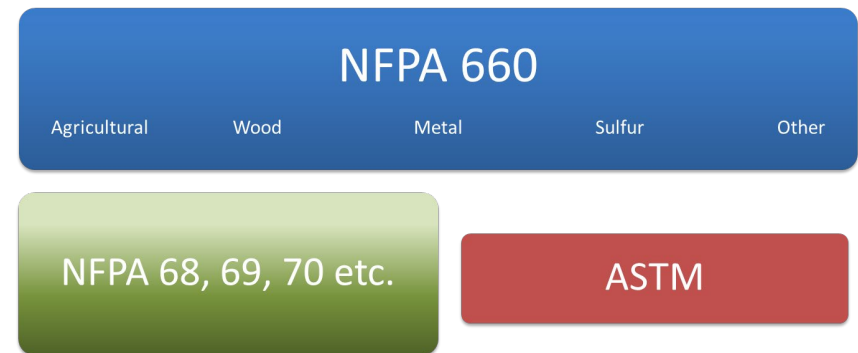 NFPA 660
Agricultural Wood Metal Sulfur Other
NFPA 68, 69, 70 etc.
ASTM